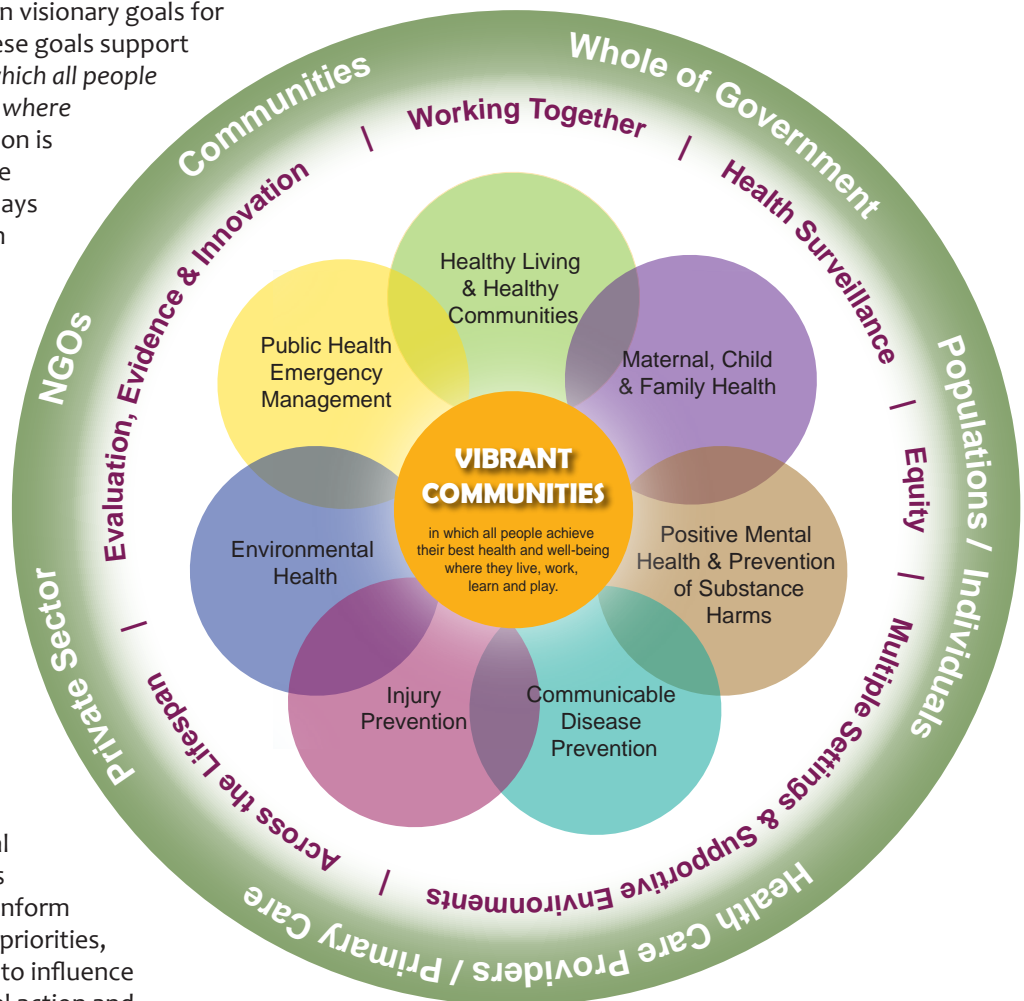 n visionary goals for
ese goals support
which all people
where
on is
e
ays
n
Communities
Whole of Government
Populations / Individuals
Health Care Providers / Primary Care
Private Sector
NGOs
Working Together
|
Health Surveillance
|
Equity
|
Multiple Settings & Supportive Environments
|
Across the Lifespan
|
Evaluation, Evidence & Innovation
|
Healthy Living
& Healthy
Communities
Maternal, Child
& Family Health
Positive Mental
Health & Prevention
of Substance
Harms
Communicable
Disease
Prevention
Injury
Prevention
Environmental
Health
Public Health
Emergency
Management
VIBRANT
COMMUNITIES
in which all people achieve
their best health and well-being
where they live, work,
learn and play.
al
s
nform
priorities,
to influence